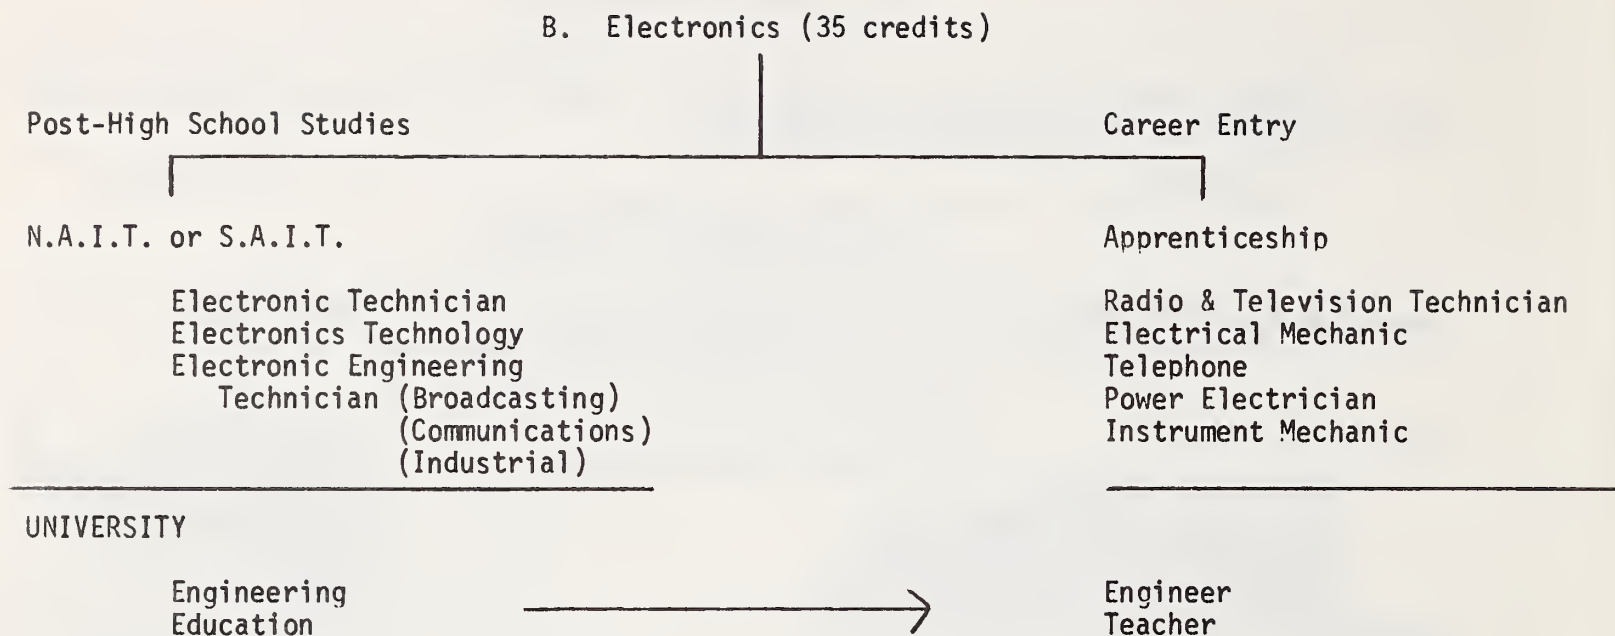 B. Electronics (35 credits)
Post-High School Studies
Career Entry
N.A.I.T. or S.A.I.T.
Electronic Technician
Electronics Technology
Electronic Engineering
Technician (Broadcasting)
(Communications)
(Industrial)
Apprenticeship
Radio & Television Technician
Electrical Mechanic
Telephone
Power Electrician
Instrument Mechanic
UNIVERSITY
Engineering
Education
Engineer
Teacher